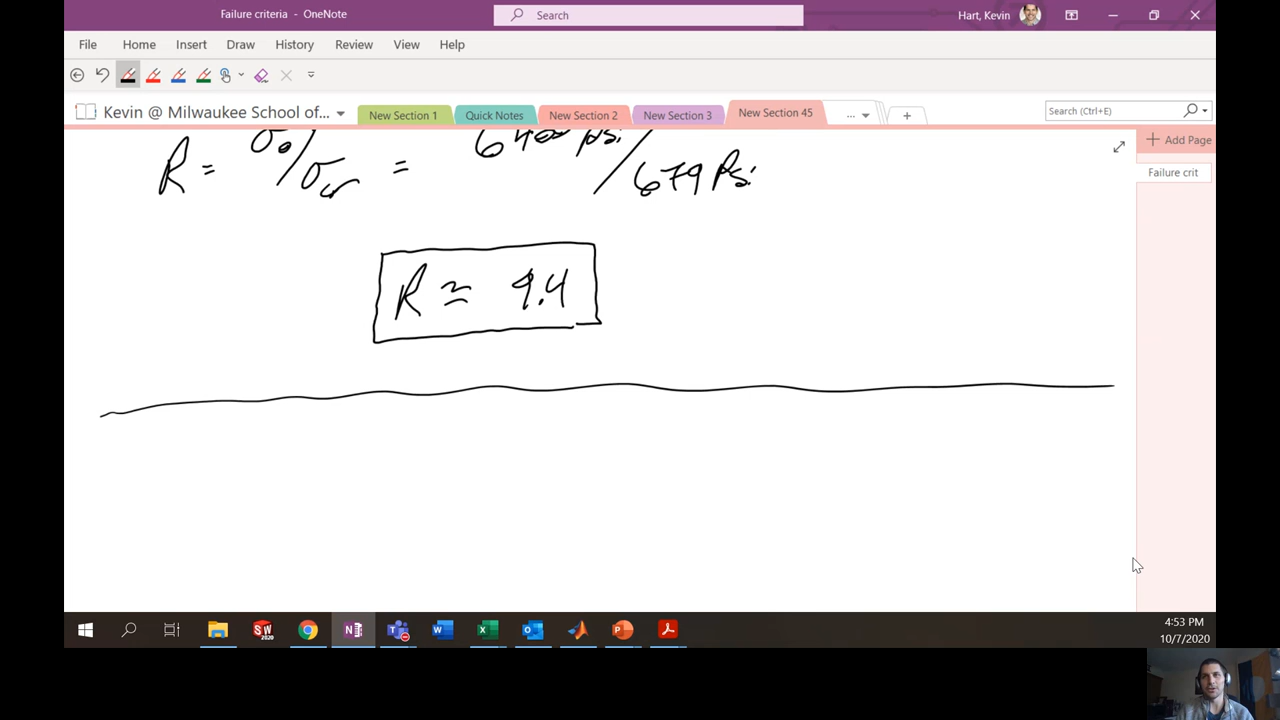 Failure criteria - OneNote
Search
Hart, Kevin
File Home Insert Draw History Review View Help
Kevin @ Milwaukee School of...
New Section 1
Quick Notes
New Section 2
New Section 3
New Section 45
...
+
Search (Ctrl+E)
+ Add Page
Failure crit
R = σ₀/σcr = 6400 psi/679 Psi
R ≃ 9.4
SW 2020
4:53 PM
10/7/2020